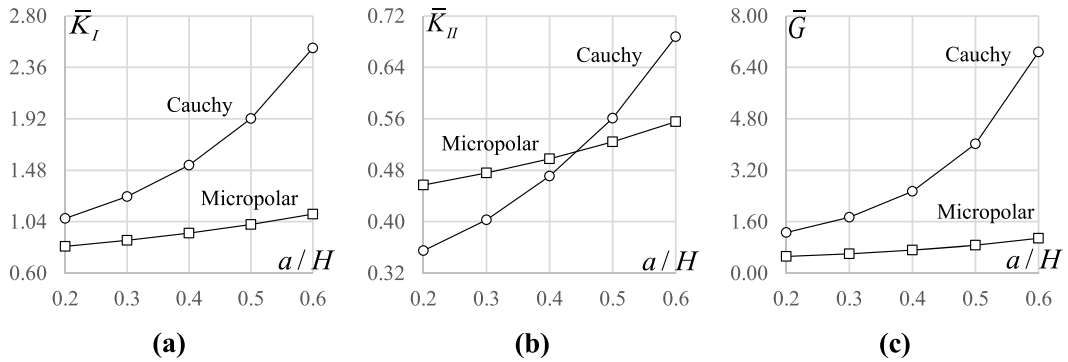 2.80
2.36
1.92
1.48
1.04
0.60
K̅_I
Cauchy
Micropolar
a / H
0.2 0.3 0.4 0.5 0.6
(a)
0.72
0.64
0.56
0.48
0.40
0.32
K̅_II
Cauchy
Micropolar
a / H
0.2 0.3 0.4 0.5 0.6
(b)
8.00
6.40
4.80
3.20
1.60
0.00
G̅
Cauchy
Micropolar
a / H
0.2 0.3 0.4 0.5 0.6
(c)